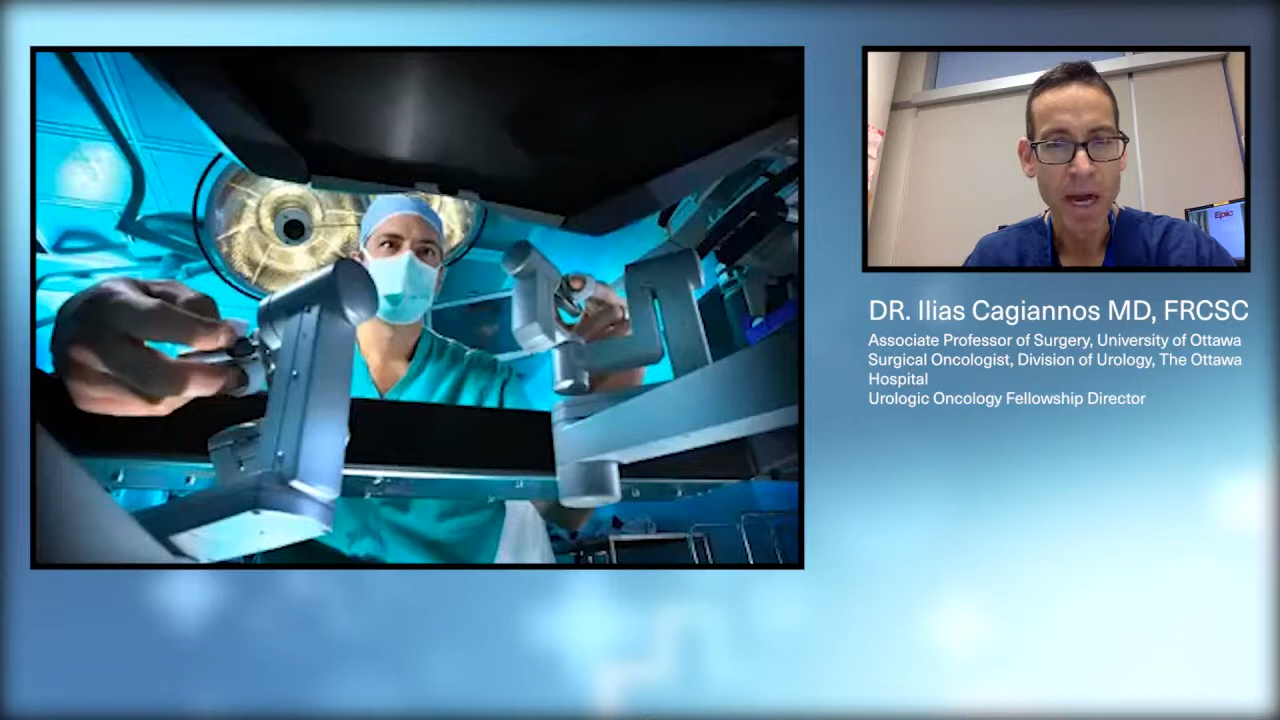 Epic
DR. Ilias Cagiannos MD, FRCSC
Associate Professor of Surgery, University of Ottawa
Surgical Oncologist, Division of Urology, The Ottawa
Hospital
Urologic Oncology Fellowship Director